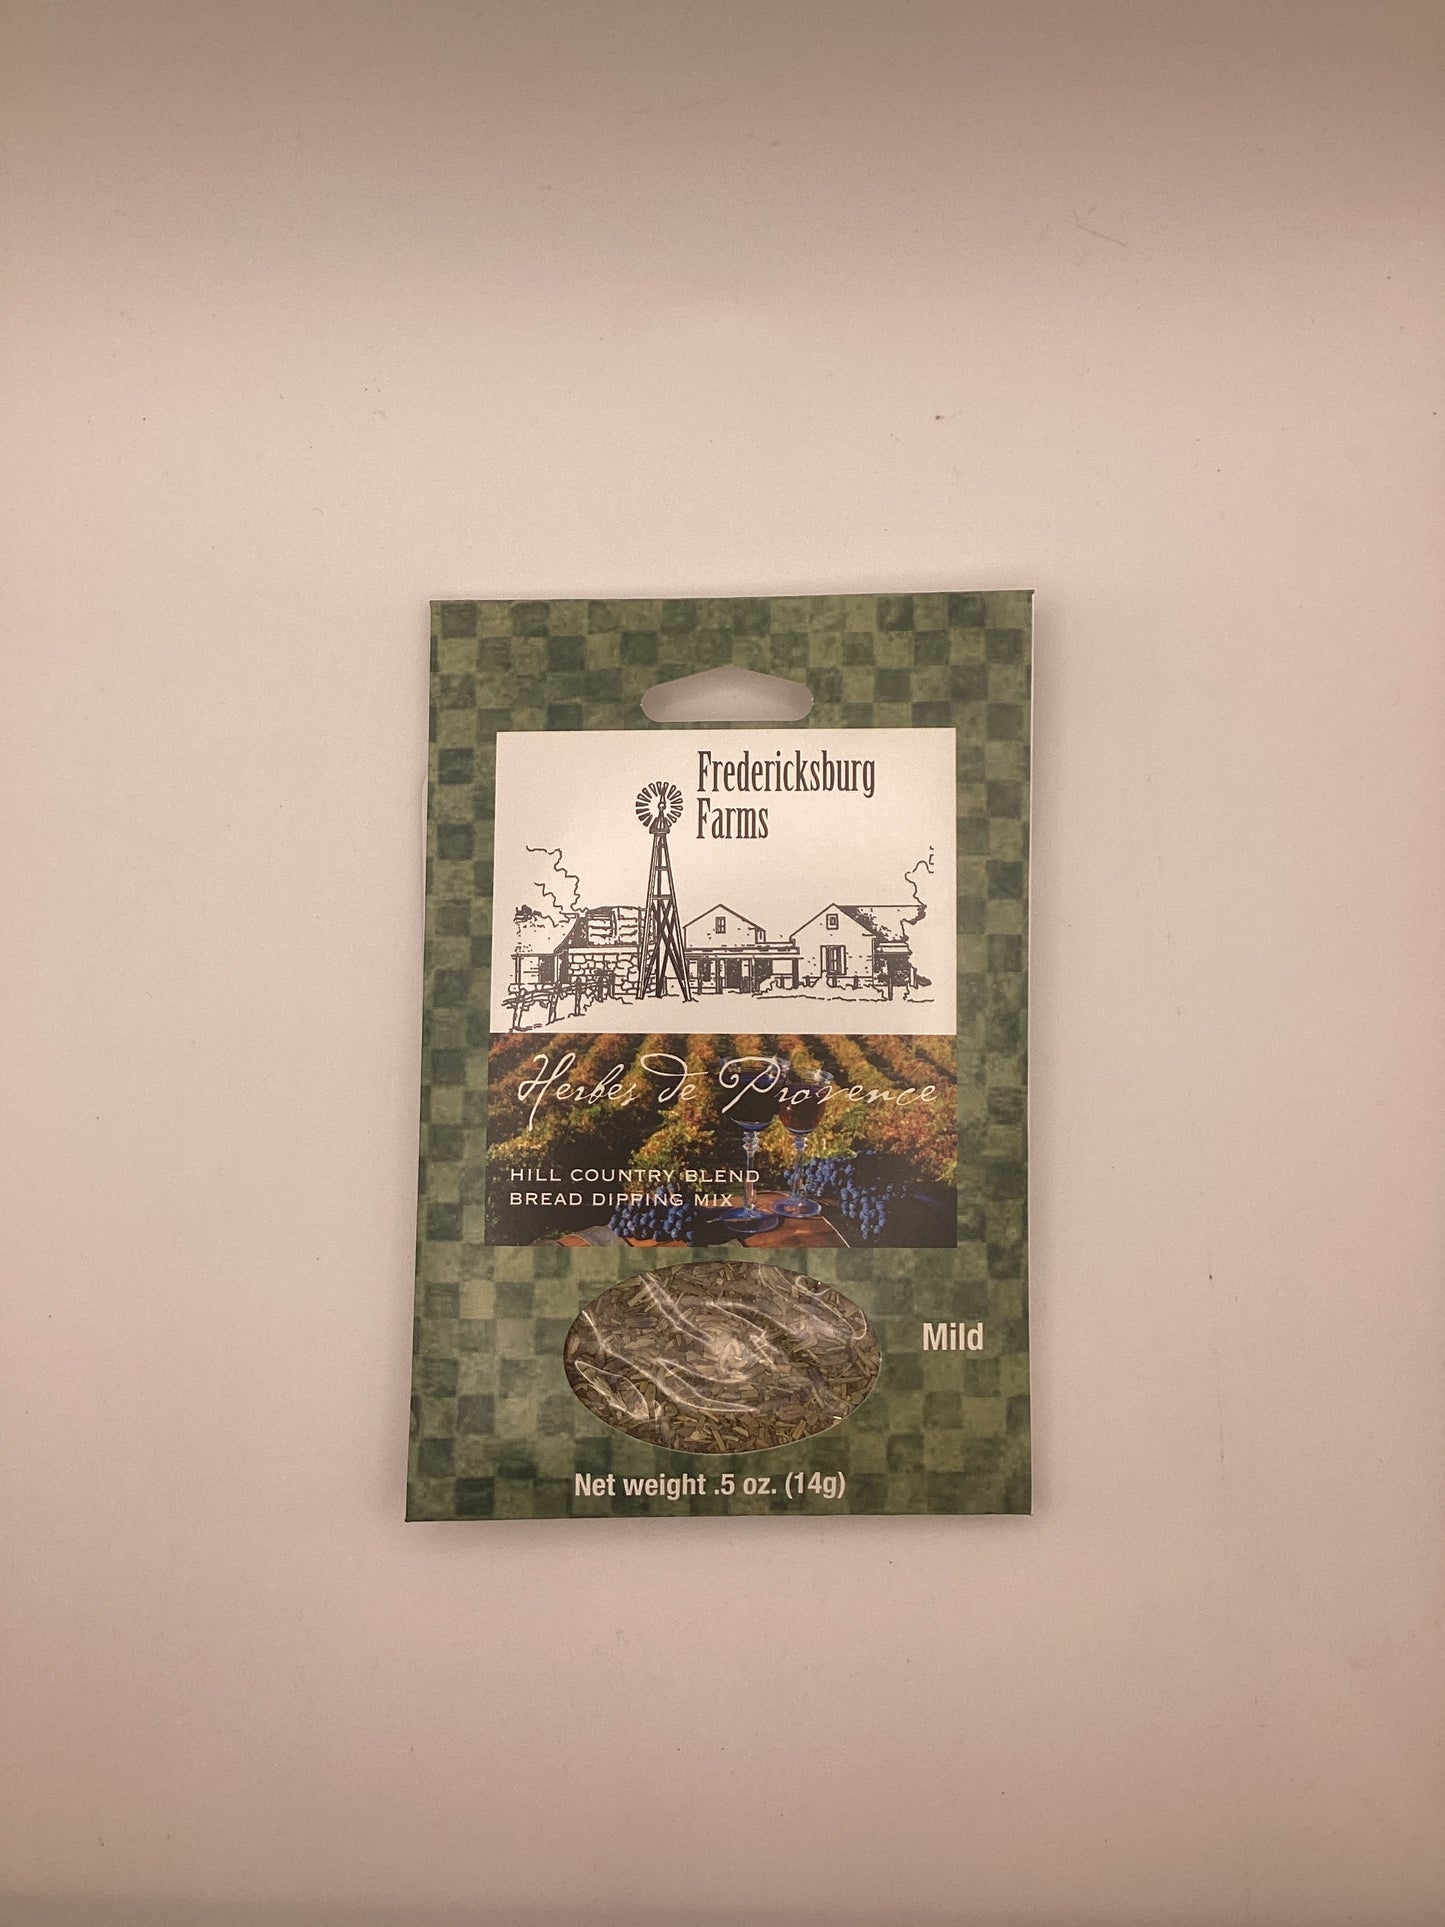 Fredericksburg
Farms
Herbes de Provence
HILL COUNTRY BLEND
BREAD DIPPING MIX
Mild
Net weight .5 oz. (14g)